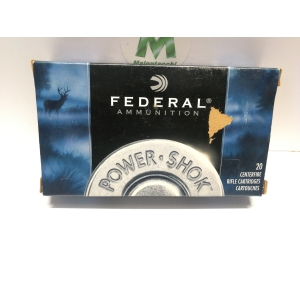 M
FEDERAL®
AMMUNITION
POWER·SHOK
20
CENTERFIRE
RIFLE CARTRIDGES
CARTOUCHES